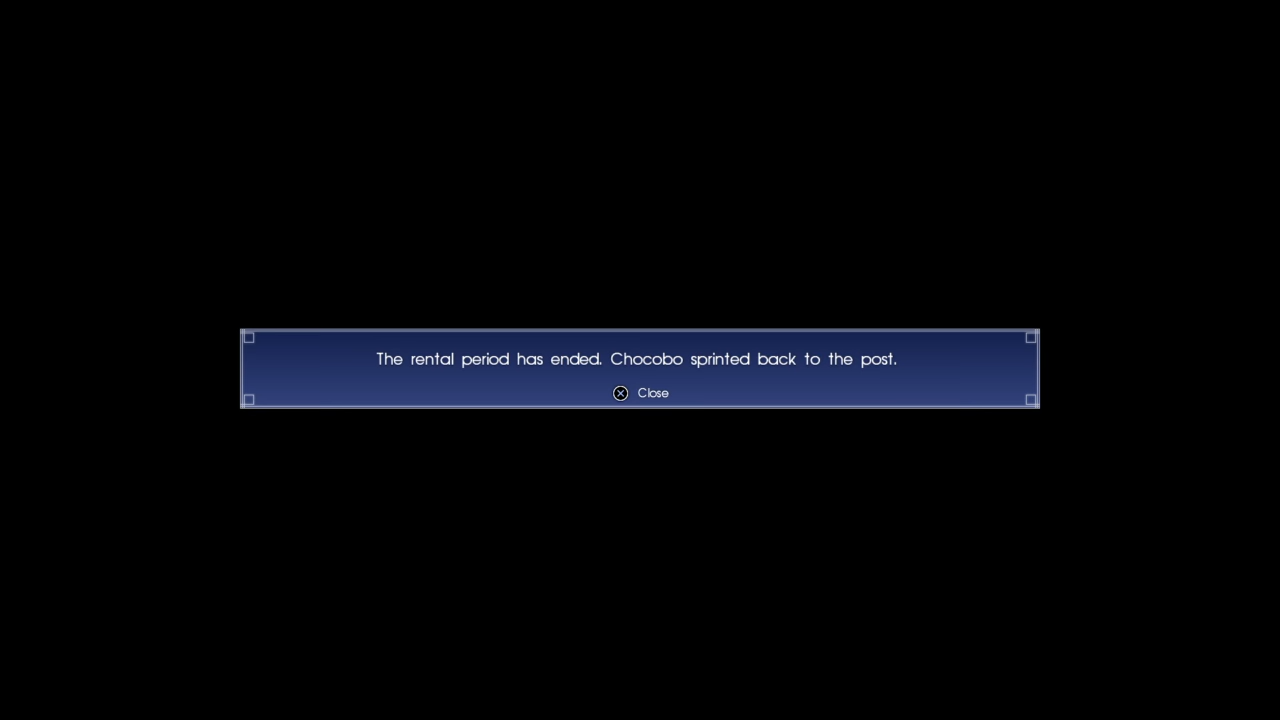 The rental period has ended. Chocobo sprinted back to the post.
Close